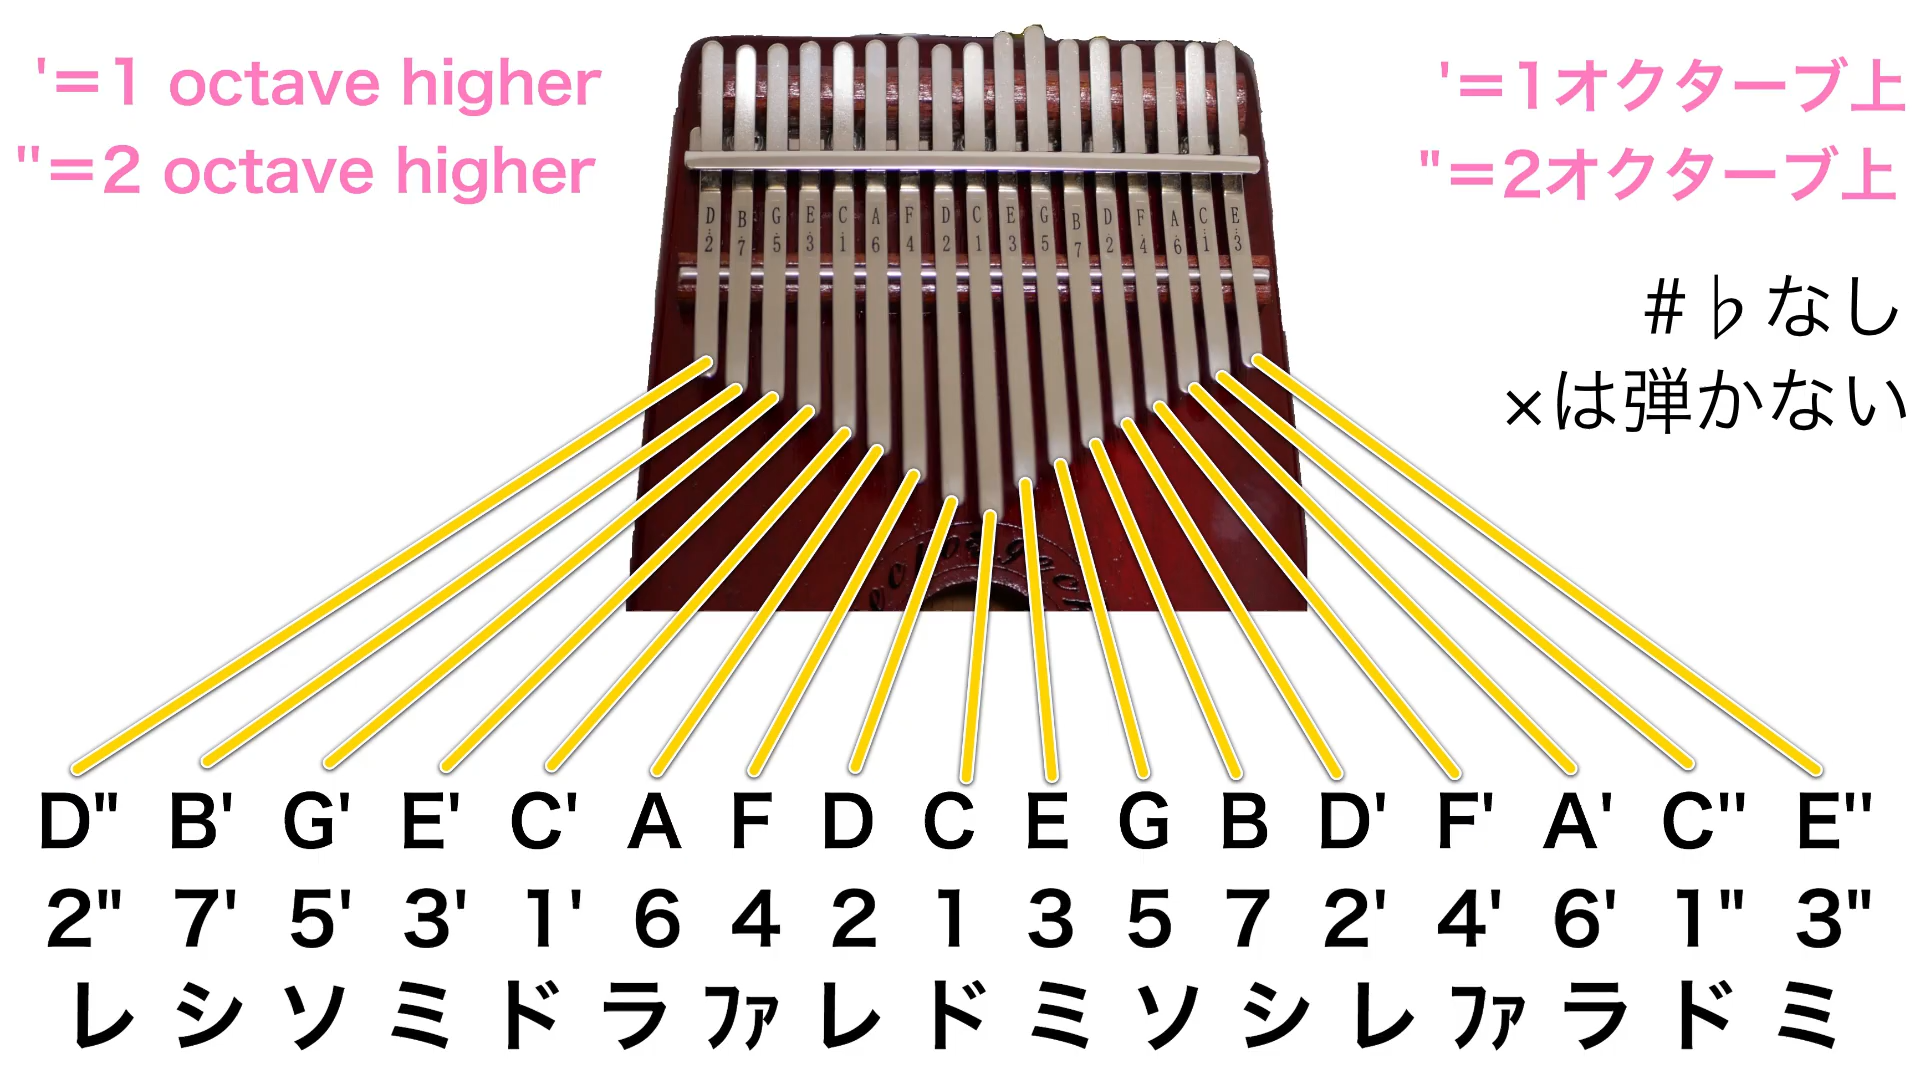 '=1 octave higher
"=2 octave higher
'=1オクターブ上
"=2オクターブ上
#♭なし
×は弾かない
D B G E C A F D C E G B D F A C E
2 7 5 3 1 6 4 2 1 3 5 7 2 4 6 1 3
D" B' G' E' C' A F D C E G B D' F' A' C" E"
2" 7' 5' 3' 1' 6 4 2 1 3 5 7 2' 4' 6' 1" 3"
レ シ ソ ミ ド ラ ファ レ ド ミ ソ シ レ ファ ラ ド ミ